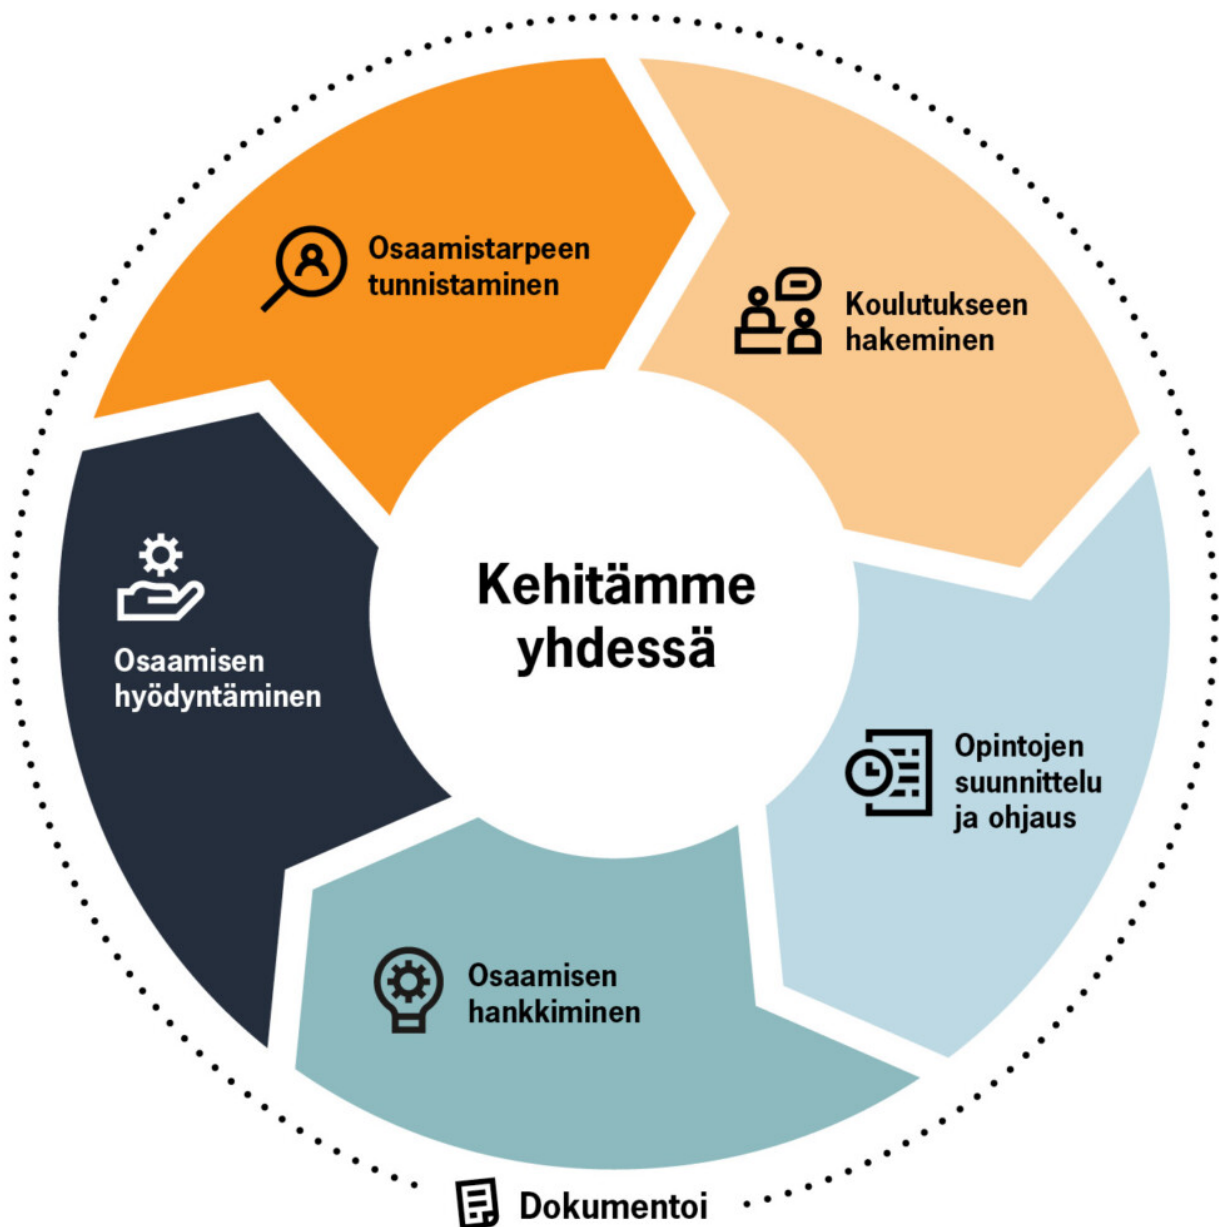 Osaamistarpeen
tunnistaminen
Koulutukseen
hakeminen
Opintojen
suunnittelu
ja ohjaus
Osaamisen
hankkiminen
Osaamisen
hyödyntäminen
Kehitämme
yhdessä
Dokumentoi